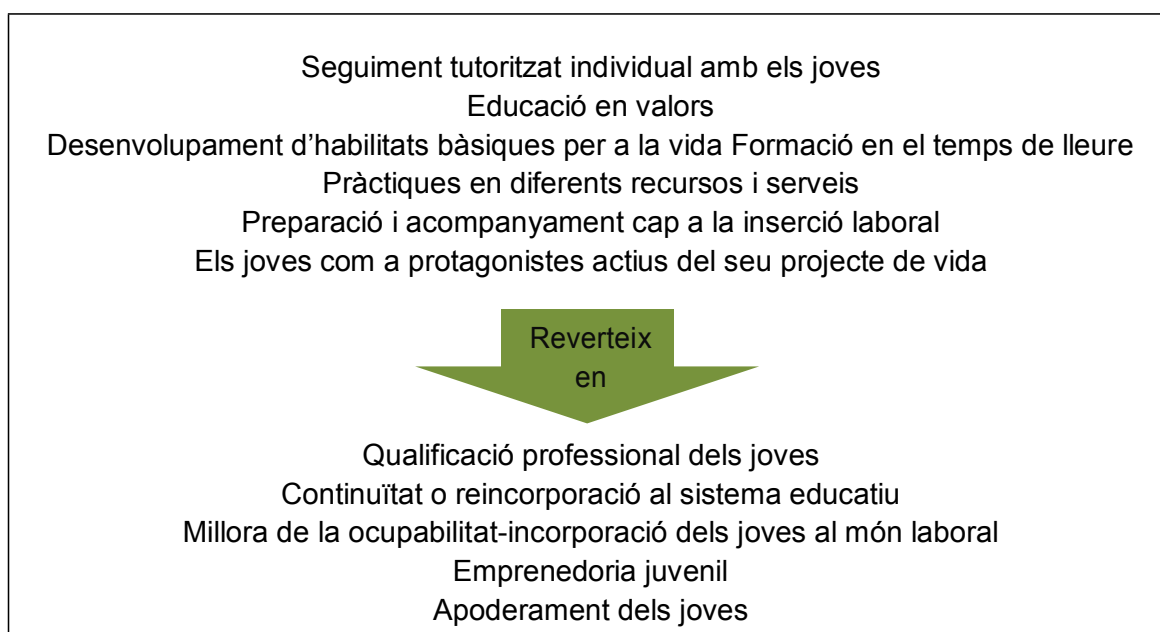 Seguiment tutoritzat individual amb els joves
Educació en valors
Desenvolupament d’habilitats bàsiques per a la vida Formació en el temps de lleure
Pràctiques en diferents recursos i serveis
Preparació i acompanyament cap a la inserció laboral
Els joves com a protagonistes actius del seu projecte de vida
Reverteix
en
Qualificació professional dels joves
Continuïtat o reincorporació al sistema educatiu
Millora de la ocupabilitat-incorporació dels joves al món laboral
Emprenedoria juvenil
Apoderament dels joves